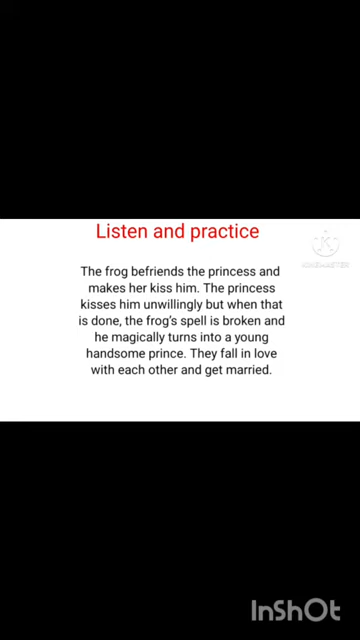 Listen and practice
KINEMASTER
The frog befriends the princess and
makes her kiss him. The princess
kisses him unwillingly but when that
is done, the frog's spell is broken and
he magically turns into a young
handsome prince. They fall in love
with each other and get married.
InShOt